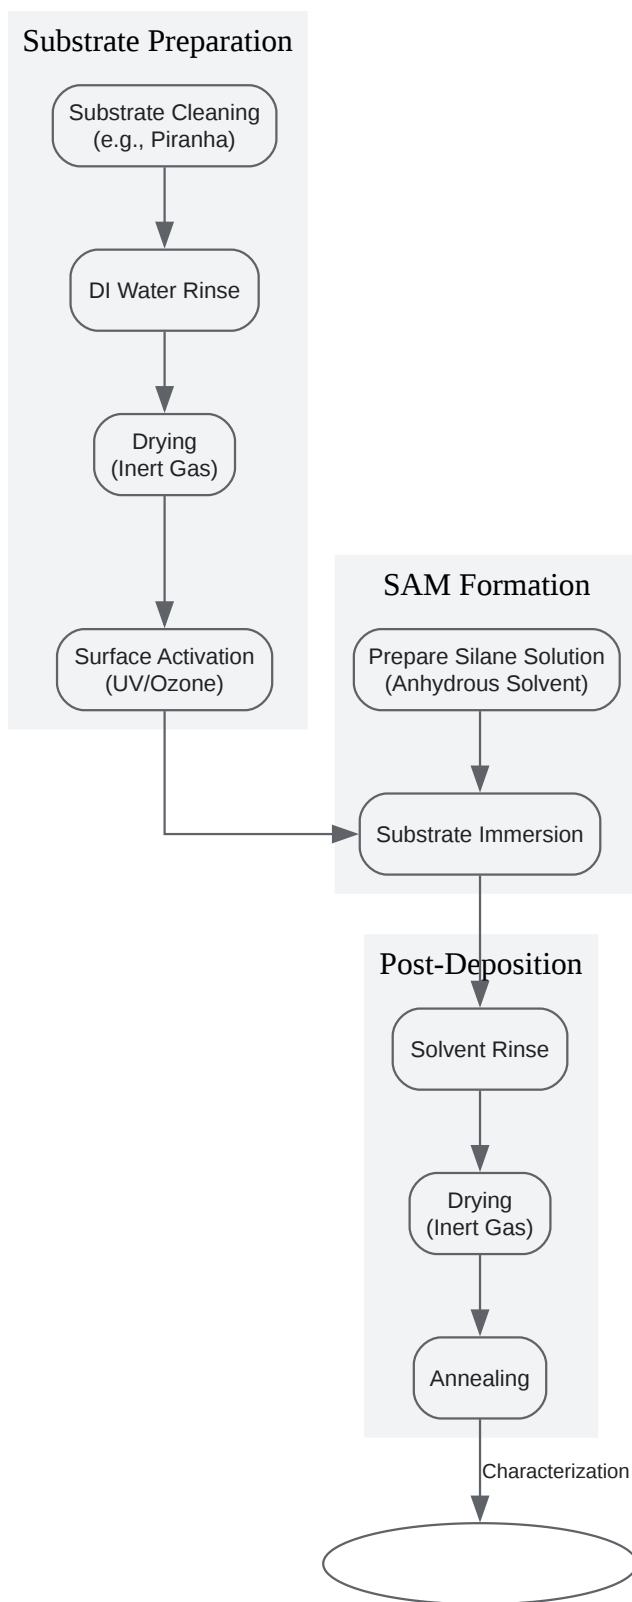 Substrate Preparation
Substrate Cleaning
(e.g., Piranha)
DI Water Rinse
Drying
(Inert Gas)
Surface Activation
(UV/Ozone)
SAM Formation
Prepare Silane Solution
(Anhydrous Solvent)
Substrate Immersion
Post-Deposition
Solvent Rinse
Drying
(Inert Gas)
Annealing
Characterization